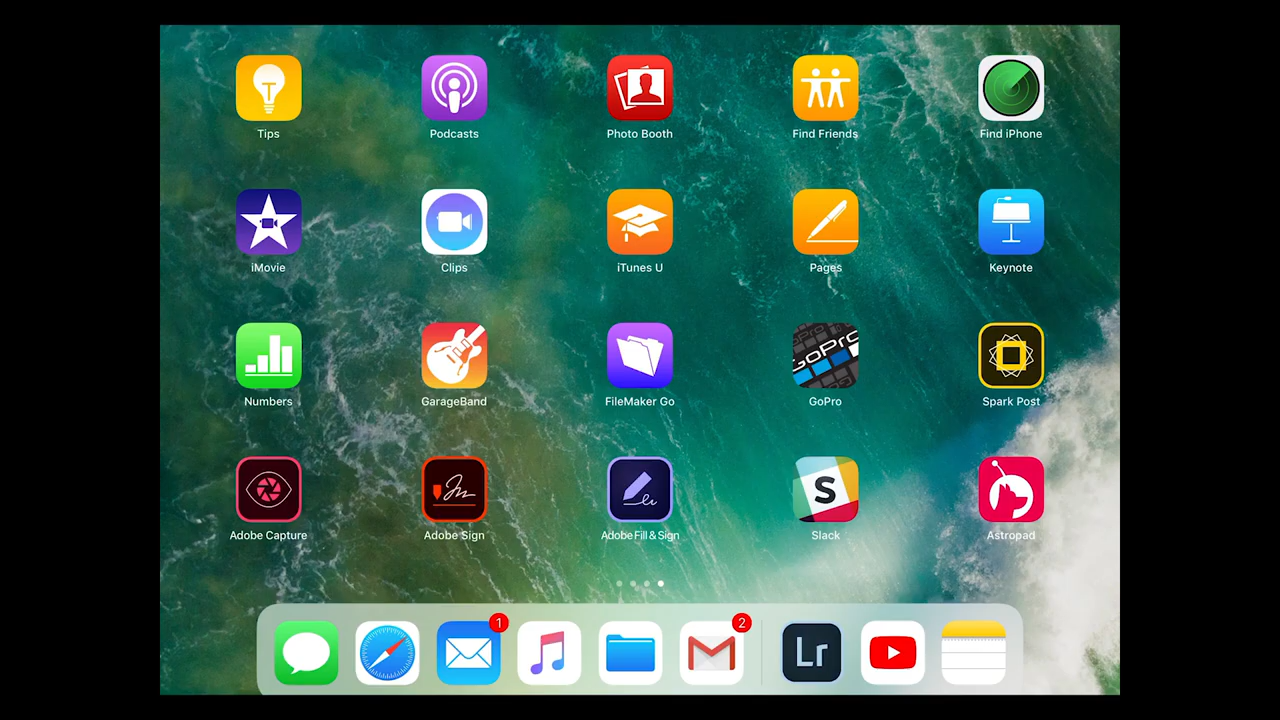 Tips
Podcasts
Photo Booth
Find Friends
Find iPhone
iMovie
Clips
iTunes U
Pages
Keynote
GoPro
Numbers
GarageBand
FileMaker Go
GoPro
Spark Post
S
Adobe Capture
Adobe Sign
Adobe Fill & Sign
Slack
Astropad
1
2
Lr